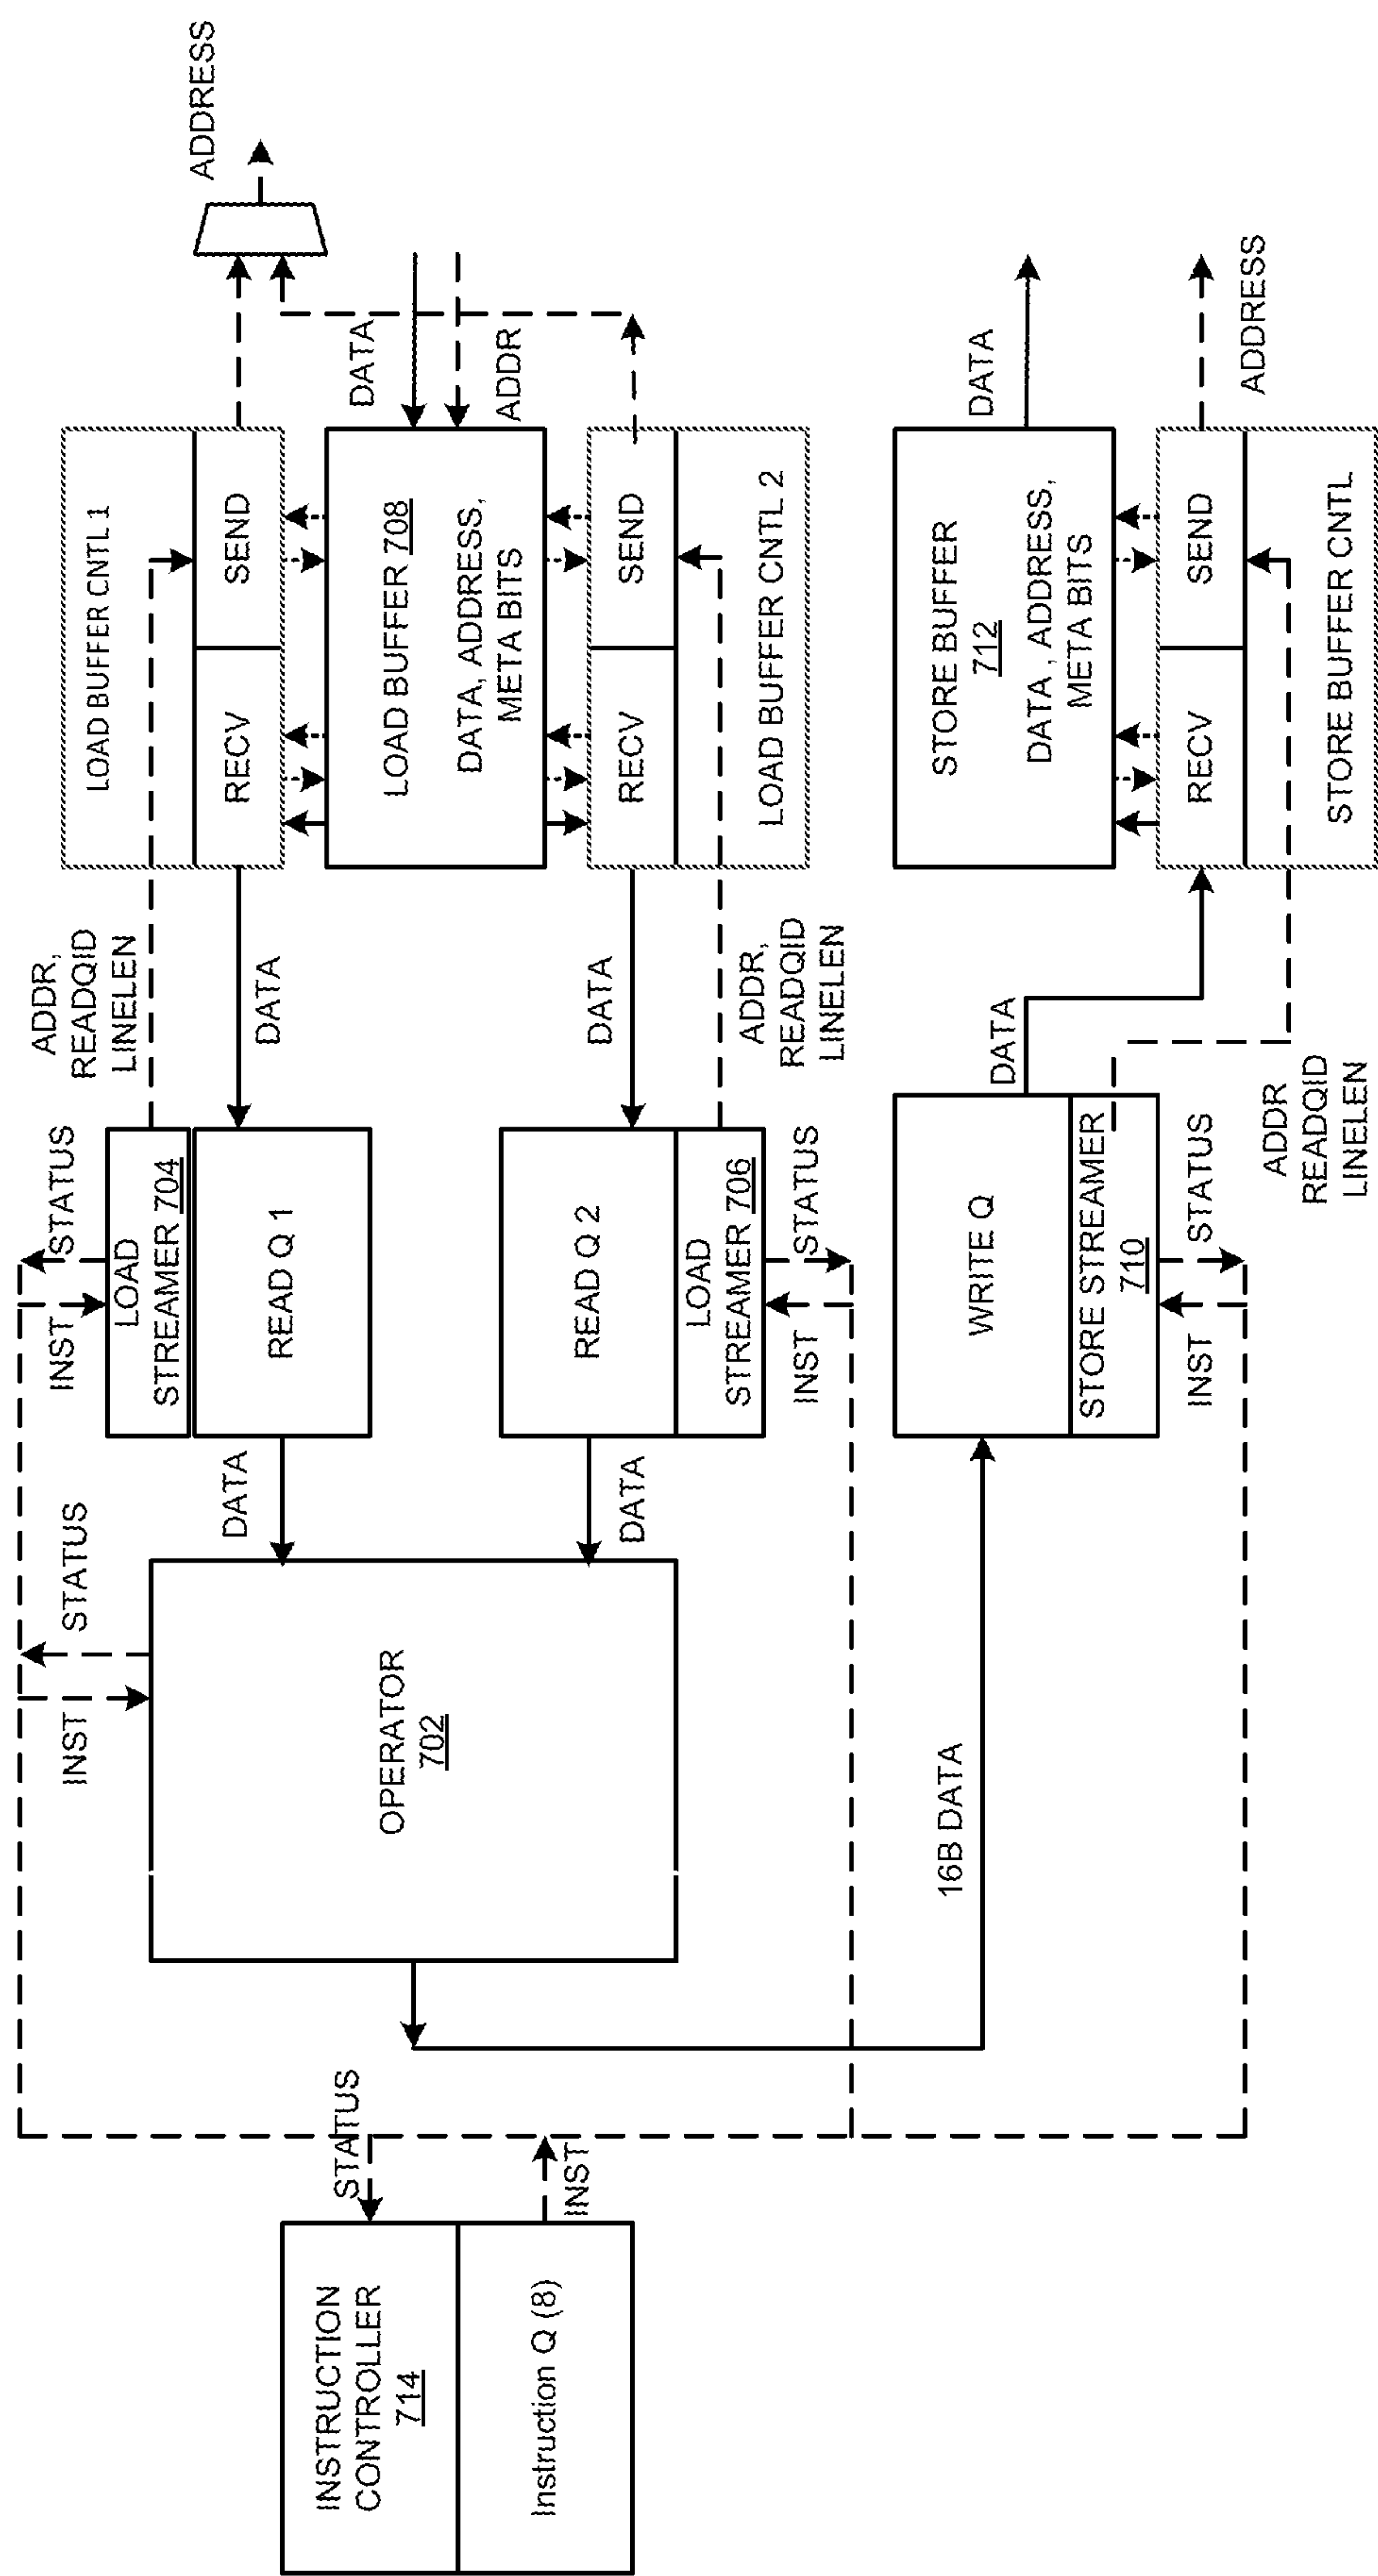 INSTRUCTION
CONTROLLER
714
Instruction Q (8)
STATUS
INST
INST
STATUS
OPERATOR
702
16B DATA
INST
STATUS
LOAD
STREAMER 704
READ Q 1
DATA
READ Q 2
LOAD
STREAMER 706
DATA
INST
STATUS
WRITE Q
STORE STREAMER
710
INST
STATUS
ADDR,
READQID
LINELEN
DATA
DATA
ADDR,
READQID
LINELEN
DATA
ADDR
READQID
LINELEN
LOAD BUFFER CNTL 1
RECV
SEND
LOAD BUFFER 708
DATA, ADDRESS,
META BITS
RECV
SEND
LOAD BUFFER CNTL 2
STORE BUFFER
712
DATA , ADDRESS,
META BITS
RECV
SEND
STORE BUFFER CNTL
ADDRESS
DATA
ADDR
DATA
ADDRESS